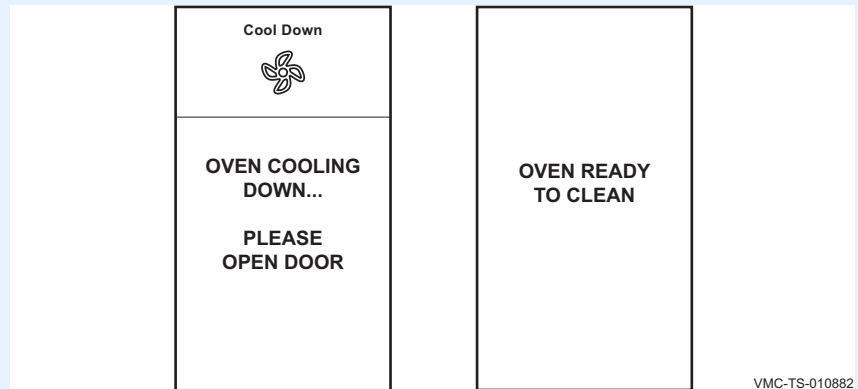 Cool Down
OVEN COOLING
DOWN...
PLEASE
OPEN DOOR
OVEN READY
TO CLEAN
VMC-TS-010882